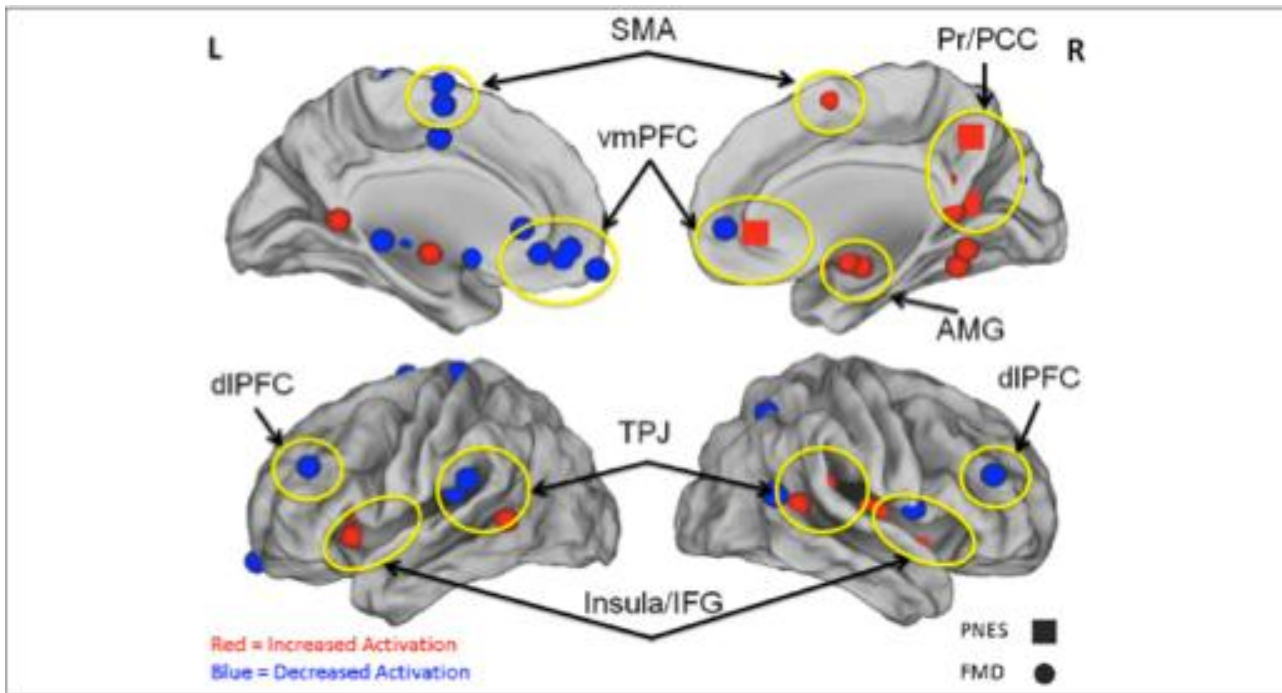 SMA
L
Pr/PCC
R
vmPFC
AMG
dlPFC
dlPFC
TPJ
Insula/IFG
Red = Increased Activation
Blue = Decreased Activation
PNES
FMD